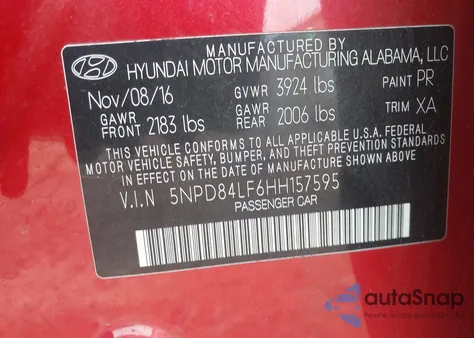 MANUFACTURED BY
HYUNDAI MOTOR MANUFACTURING ALABAMA, LLC
Nov/08/16 GVWR 3924 lbs PAINT PR
GAWR FRONT 2183 lbs GAWR REAR 2006 lbs TRIM XA
THIS VEHICLE CONFORMS TO ALL APPLICABLE U.S.A. FEDERAL
MOTOR VEHICLE SAFETY, BUMPER, AND THEFT PREVENTION STANDARDS
IN EFFECT ON THE DATE OF MANUFACTURE SHOWN ABOVE.
V.I.N 5NPD84LF6HH157595
PASSENGER CAR
autaSnap